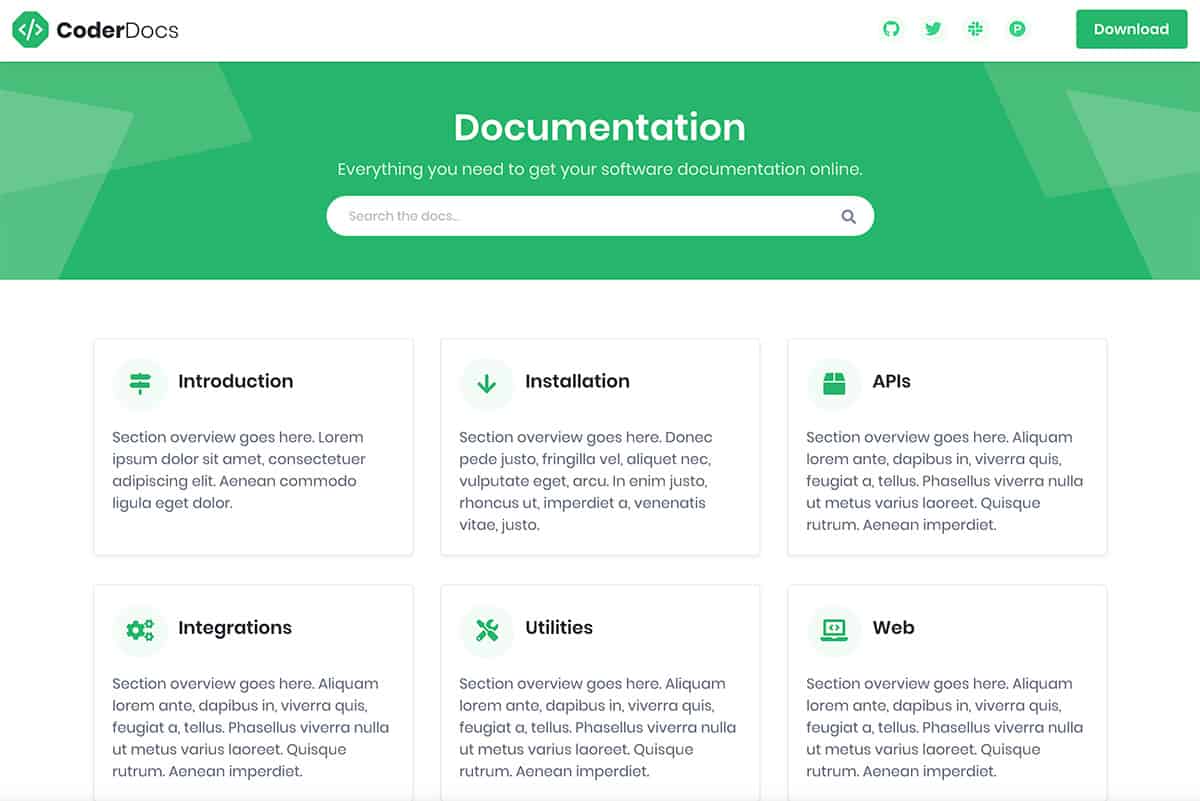 CoderDocs
Download
Documentation
Everything you need to get your software documentation online.
Search the docs...
Introduction
Section overview goes here. Lorem
ipsum dolor sit amet, consectetuer
adipiscing elit. Aenean commodo
ligula eget dolor.
Installation
Section overview goes here. Donec
pede justo, fringilla vel, aliquet nec,
vulputate eget, arcu. In enim justo,
rhoncus ut, imperdiet a, venenatis
vitae, justo.
APIs
Section overview goes here. Aliquam
lorem ante, dapibus in, viverra quis,
feugiat a, tellus. Phasellus viverra nulla
ut metus varius laoreet. Quisque
rutrum. Aenean imperdiet.
Integrations
Section overview goes here. Aliquam
lorem ante, dapibus in, viverra quis,
feugiat a, tellus. Phasellus viverra nulla
ut metus varius laoreet. Quisque
rutrum. Aenean imperdiet.
Utilities
Section overview goes here. Aliquam
lorem ante, dapibus in, viverra quis,
feugiat a, tellus. Phasellus viverra nulla
ut metus varius laoreet. Quisque
rutrum. Aenean imperdiet.
Web
Section overview goes here. Aliquam
lorem ante, dapibus in, viverra quis,
feugiat a, tellus. Phasellus viverra nulla
ut metus varius laoreet. Quisque
rutrum. Aenean imperdiet.